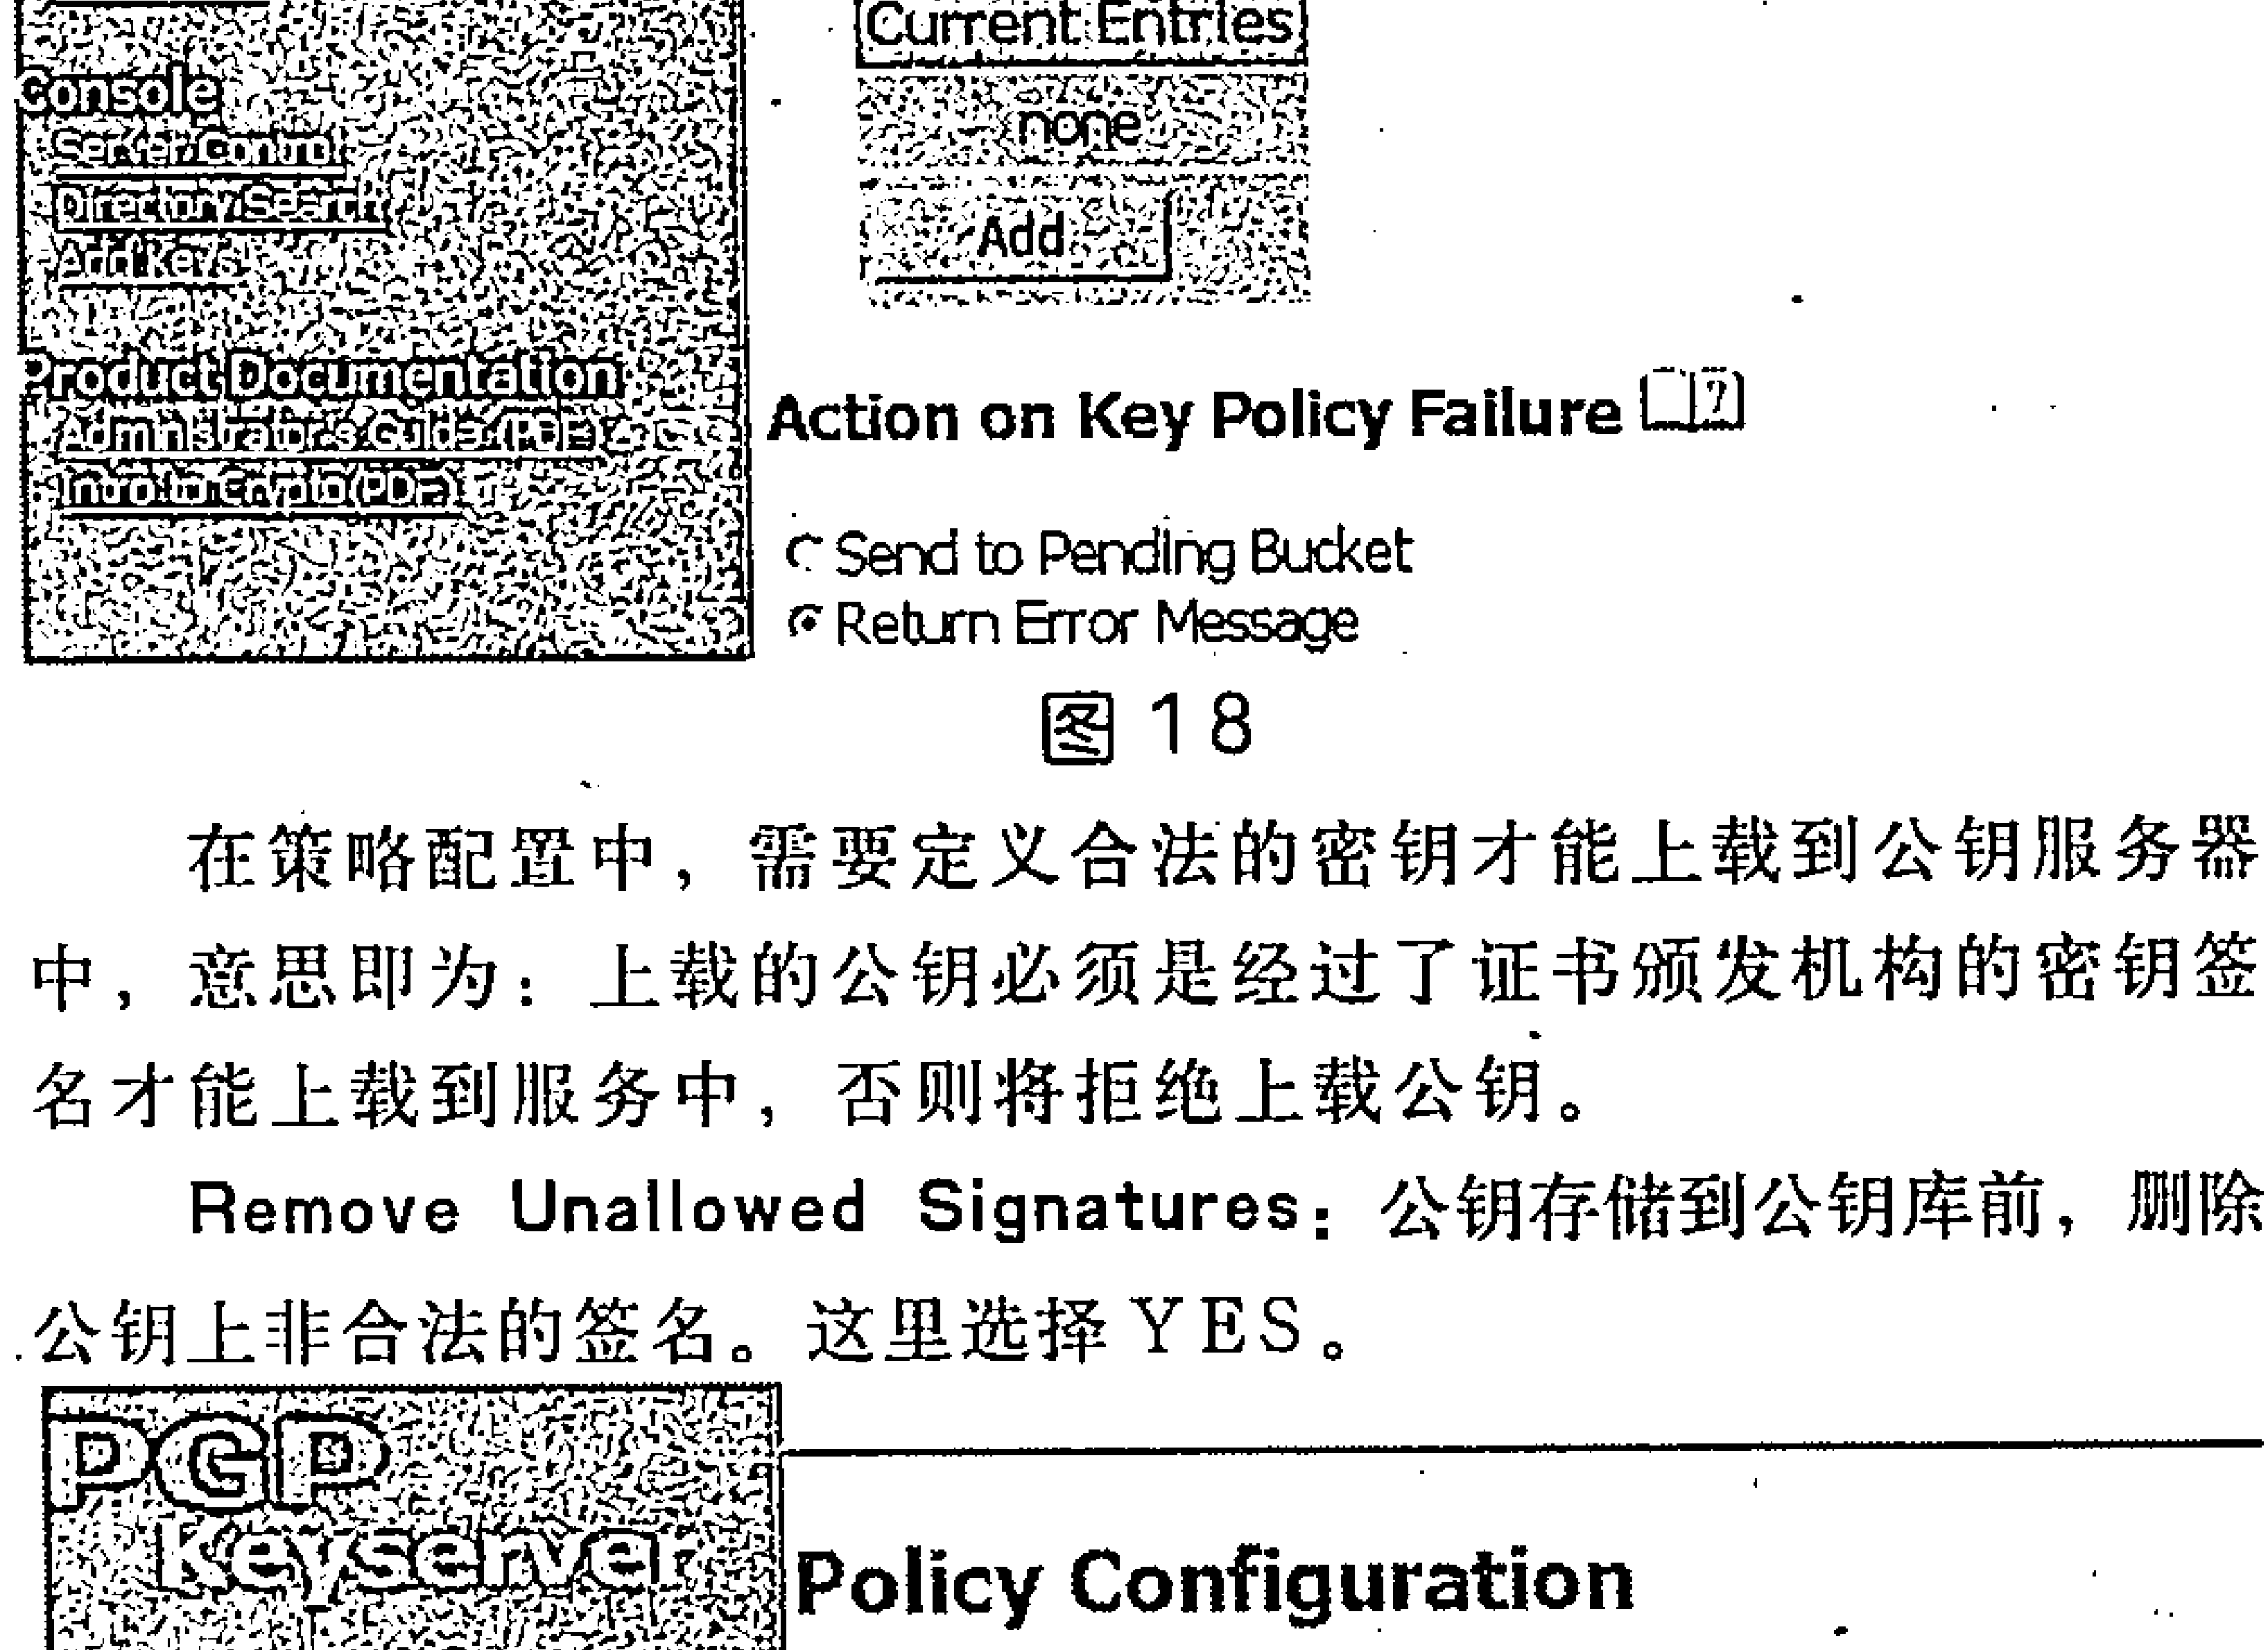 Console
Server Control
Directory Search
Add Keys
Product Documentation
Administrator's Guide (PDF)
Intro to Crypto (PDF)
Current Entries
none
Add
Action on Key Policy Failure
Send to Pending Bucket
Return Error Message
图 18
在策略配置中，需要定义合法的密钥才能上载到公钥服务器
中，意思即为：上载的公钥必须是经过了证书颁发机构的密钥签
名才能上载到服务中，否则将拒绝上载公钥。
Remove Unallowed Signatures：公钥存储到公钥库前，删除
公钥上非合法的签名。这里选择 YES。
PGP
Keyserver
Policy Configuration